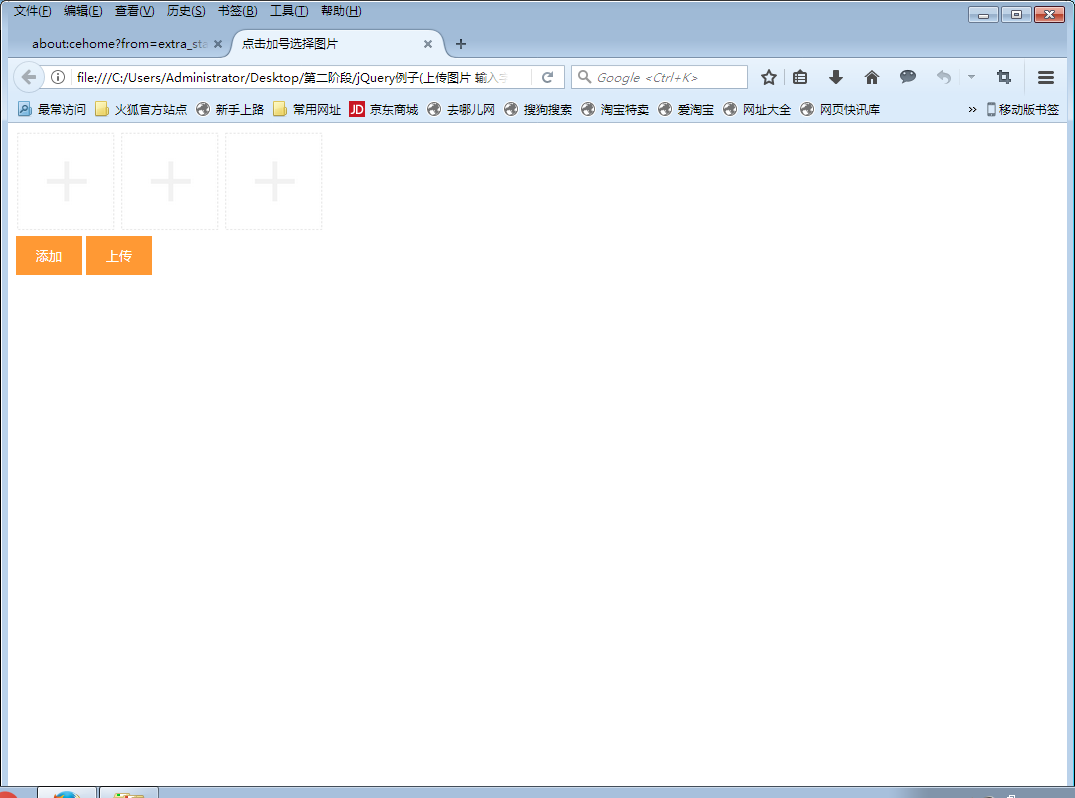 文件(F) 编辑(E) 查看(V) 历史(S) 书签(B) 工具(T) 帮助(H)
about:cehome?from=extra_sta 点击加号选择图片
file:///C:/Users/Administrator/Desktop/第二阶段/jQuery例子(上传图片 输入字 Google <Ctrl+K>
最常访问 火狐官方站点 新手上路 常用网址 JD 京东商城 去哪儿网 搜狗搜索 淘宝特卖 爱淘宝 网址大全 网页快讯库 » 移动版书签
添加 上传